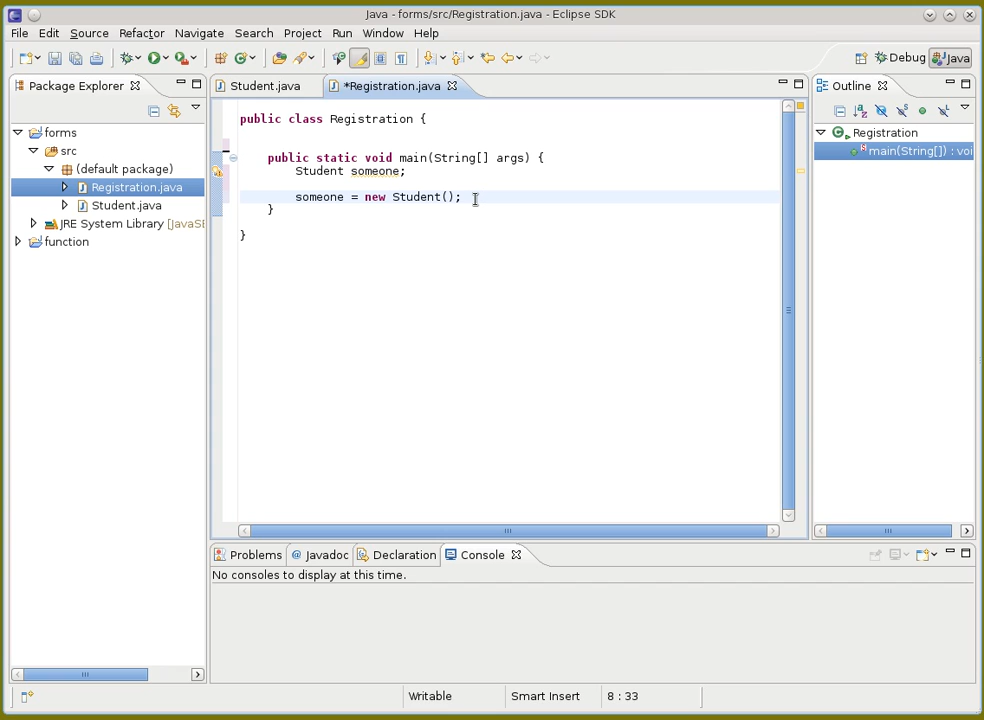 Java - forms/src/Registration.java - Eclipse SDK
File Edit Source Refactor Navigate Search Project Run Window Help
Debug Java
Package Explorer
Student.java *Registration.java
Outline
forms
src
(default package)
Registration.java
Student.java
JRE System Library [JavaSE
function
public class Registration {
public static void main(String[] args) {
Student someone;
someone = new Student();
}
}
Registration
main(String[]) : voi
Problems Javadoc Declaration Console
No consoles to display at this time.
Writable Smart Insert 8 : 33